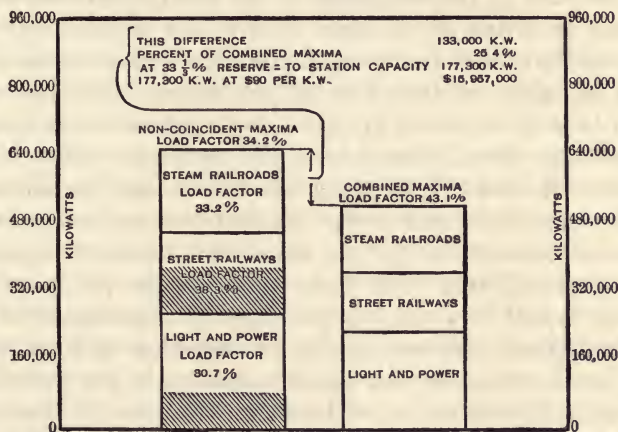 960,000
960,000
THIS DIFFERENCE 133,000 K.W.
PERCENT OF COMBINED MAXIMA 25.4%
AT 33 1/3 % RESERVE = TO STATION CAPACITY 177,300 K.W.
177,300 K.W. AT $90 PER K.W. $15,957,000
800,000
800,000
NON-COINCIDENT MAXIMA
LOAD FACTOR 34.2%
640,000
640,000
STEAM RAILROADS
LOAD FACTOR
33.2 %
COMBINED MAXIMA
LOAD FACTOR 43.1%
KILOWATTS
KILOWATTS
480,000
480,000
STEAM RAILROADS
STREET RAILWAYS
LOAD FACTOR
38.3%
320,000
320,000
STREET RAILWAYS
LIGHT AND POWER
LOAD FACTOR
30.7 %
160,000
160,000
LIGHT AND POWER
0
0